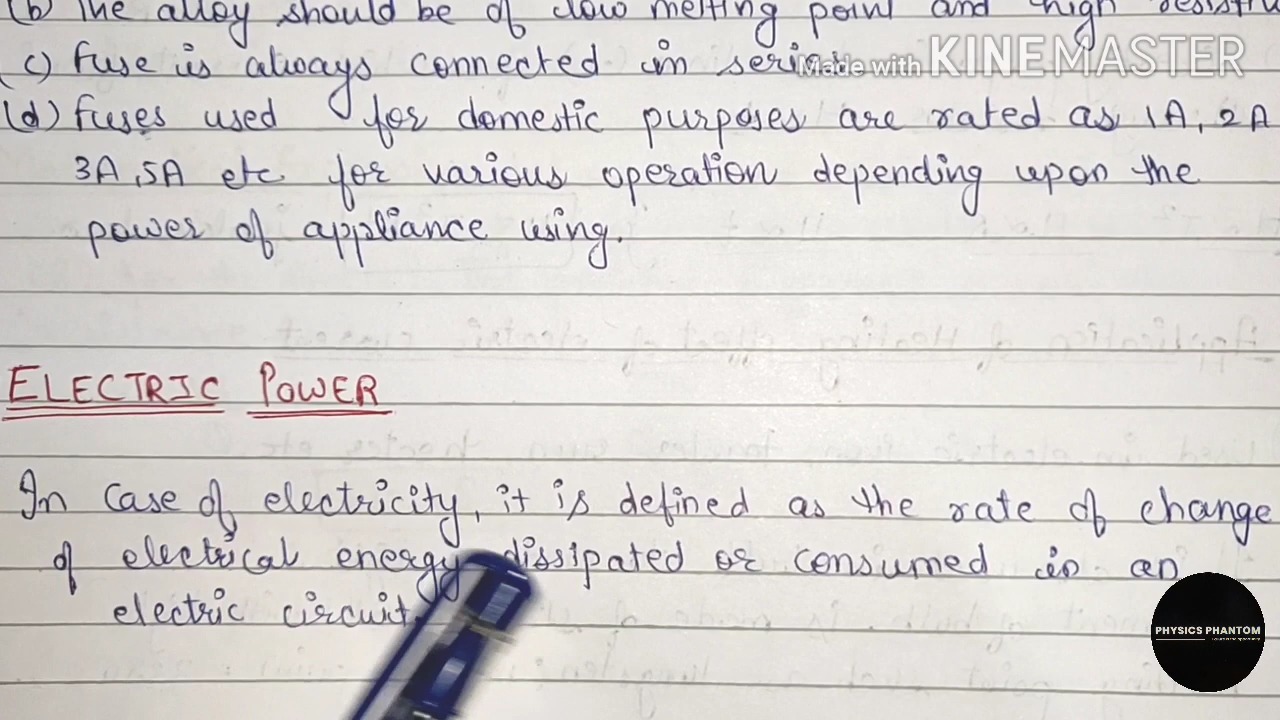 (b) The alloy should be of low melting point and high
(c) Fuse is always connected in series
Made with KINEMASTER
(d) Fuses used for domestic purposes are rated as 1A, 2A
3A, 5A etc for various operation depending upon the
power of appliance using.
ELECTRIC POWER
In case of electricity, it is defined as the rate of change
of electrical energy dissipated or consumed in an
electric circuit.
PHYSICS PHANTOM